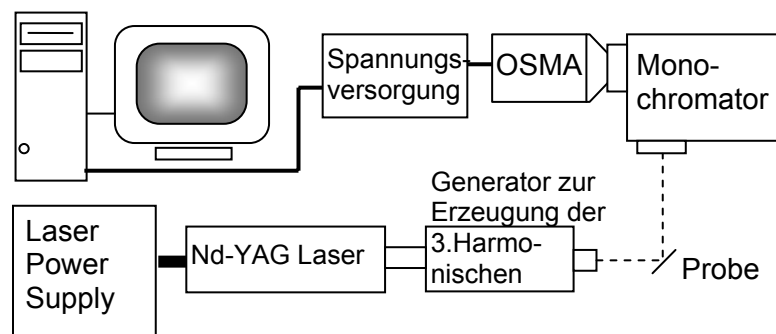 Spannungs-
versorgung
OSMA
Mono-
chromator
Generator zur
Erzeugung der
3.Harmo-
nischen
Laser
Power
Supply
Nd-YAG Laser
Probe